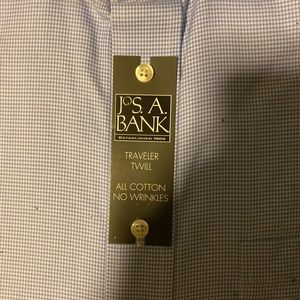 JOS. A.
BANK
ESTABLISHED 1905
TRAVELER
TWILL
ALL COTTON
NO WRINKLES